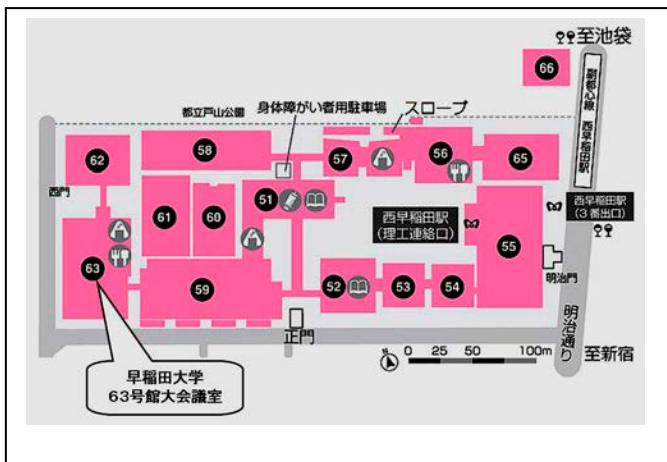 至池袋
66
副都心線 西早稲田駅
都立戸山公園
身体障がい者用駐車場
スロープ
62
58
57
56
65
西門
61
60
51
西早稲田駅
(理工連絡口)
西早稲田駅
(3番出口)
55
明治門
63
59
52
53
54
正門
明治通り
N
0 25 50 100m
至新宿
早稲田大学
63号館大会議室